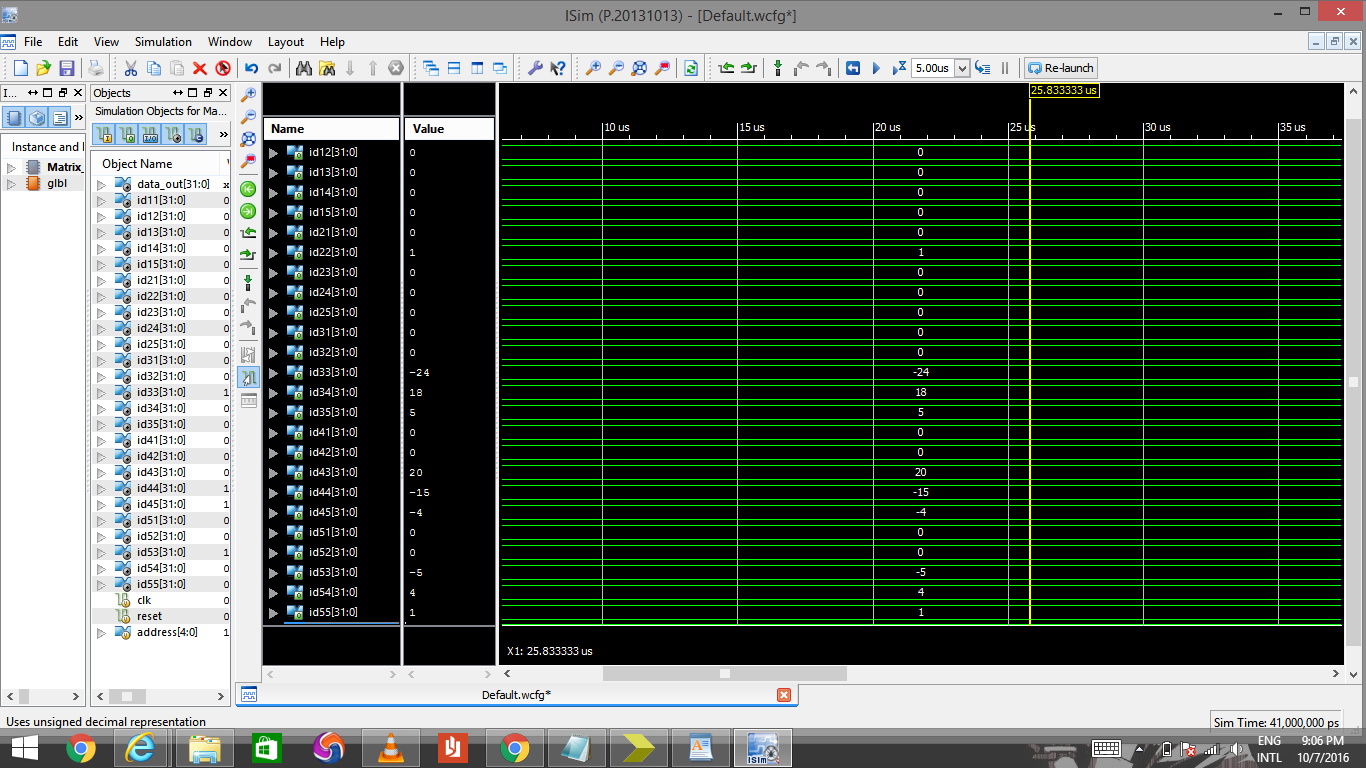 ISim (P.20131013) - [Default.wcfg*]
File Edit View Simulation Window Layout Help
5.00us Re-launch
I... Objects
Simulation Objects for Ma...
Instance and
Matrix_
glbl
Object Name
data_out[31:0] x
id11[31:0] 0
id12[31:0] 0
id13[31:0] 0
id14[31:0] 0
id15[31:0] 0
id21[31:0] 0
id22[31:0] 0
id23[31:0] 0
id24[31:0] 0
id25[31:0] 0
id31[31:0] 0
id32[31:0] 0
id33[31:0] 1
id34[31:0] 0
id35[31:0] 0
id41[31:0] 0
id42[31:0] 0
id43[31:0] 0
id44[31:0] 1
id45[31:0] 1
id51[31:0] 0
id52[31:0] 0
id53[31:0] 1
id54[31:0] 0
id55[31:0] 0
clk 0
reset 0
address[4:0] 1
Name Value
25.833333 us
10 us 15 us 20 us 25 us 30 us 35 us
id12[31:0] 0 0
id13[31:0] 0 0
id14[31:0] 0 0
id15[31:0] 0 0
id21[31:0] 0 0
id22[31:0] 1 1
id23[31:0] 0 0
id24[31:0] 0 0
id25[31:0] 0 0
id31[31:0] 0 0
id32[31:0] 0 0
id33[31:0] -24 -24
id34[31:0] 18 18
id35[31:0] 5 5
id41[31:0] 0 0
id42[31:0] 0 0
id43[31:0] 20 20
id44[31:0] -15 -15
id45[31:0] -4 -4
id51[31:0] 0 0
id52[31:0] 0 0
id53[31:0] -5 -5
id54[31:0] 4 4
id55[31:0] 1 1
X1: 25.833333 us
Default.wcfg*
Uses unsigned decimal representation
Sim Time: 41,000,000 ps
ISim
ENG
INTL
9:06 PM
10/7/2016